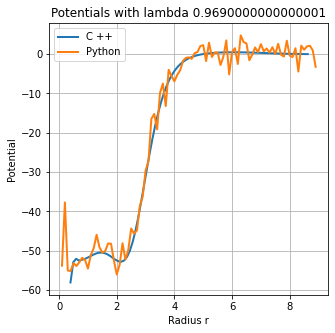 Potentials with lambda 0.9690000000000001
C ++
Python
0
−10
−20
−30
−40
−50
−60
Potential
0
2
4
6
8
Radius r